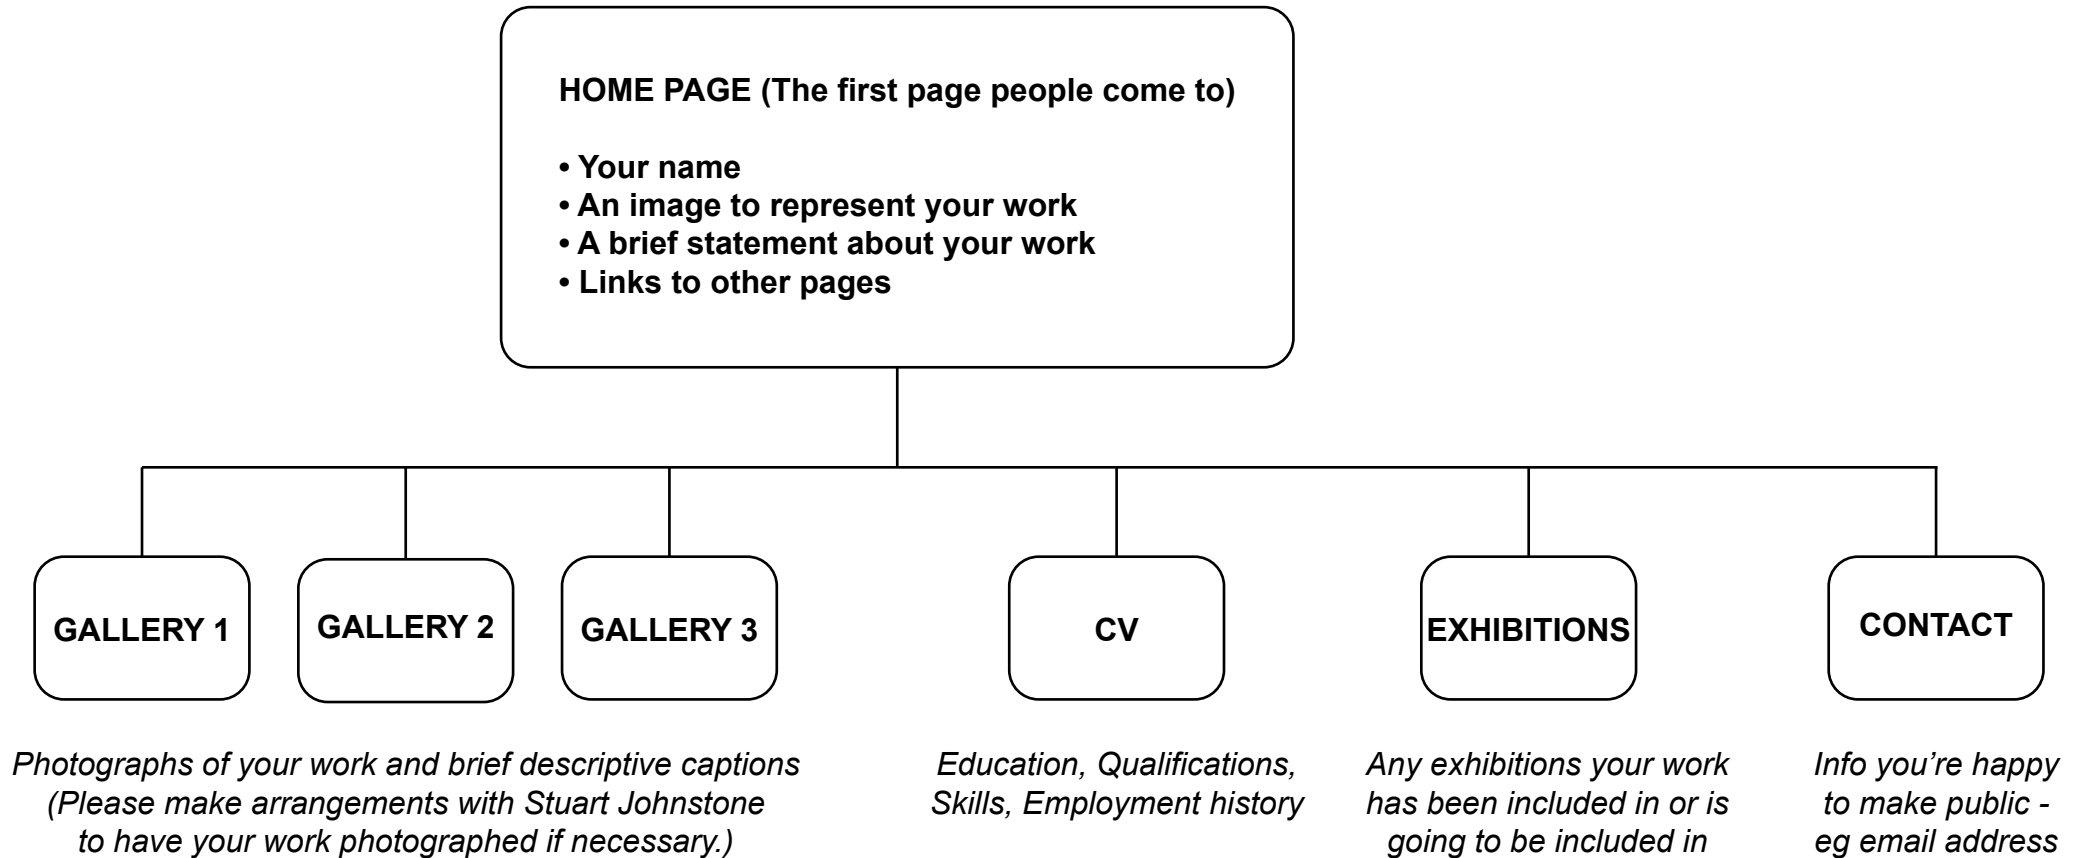 HOME PAGE (The first page people come to)
• Your name
• An image to represent your work
• A brief statement about your work
• Links to other pages
GALLERY 1
GALLERY 2
GALLERY 3
CV
EXHIBITIONS
CONTACT
Photographs of your work and brief descriptive captions
(Please make arrangements with Stuart Johnstone
to have your work photographed if necessary.)
Education, Qualifications,
Skills, Employment history
Any exhibitions your work
has been included in or is
going to be included in
Info you’re happy
to make public -
eg email address